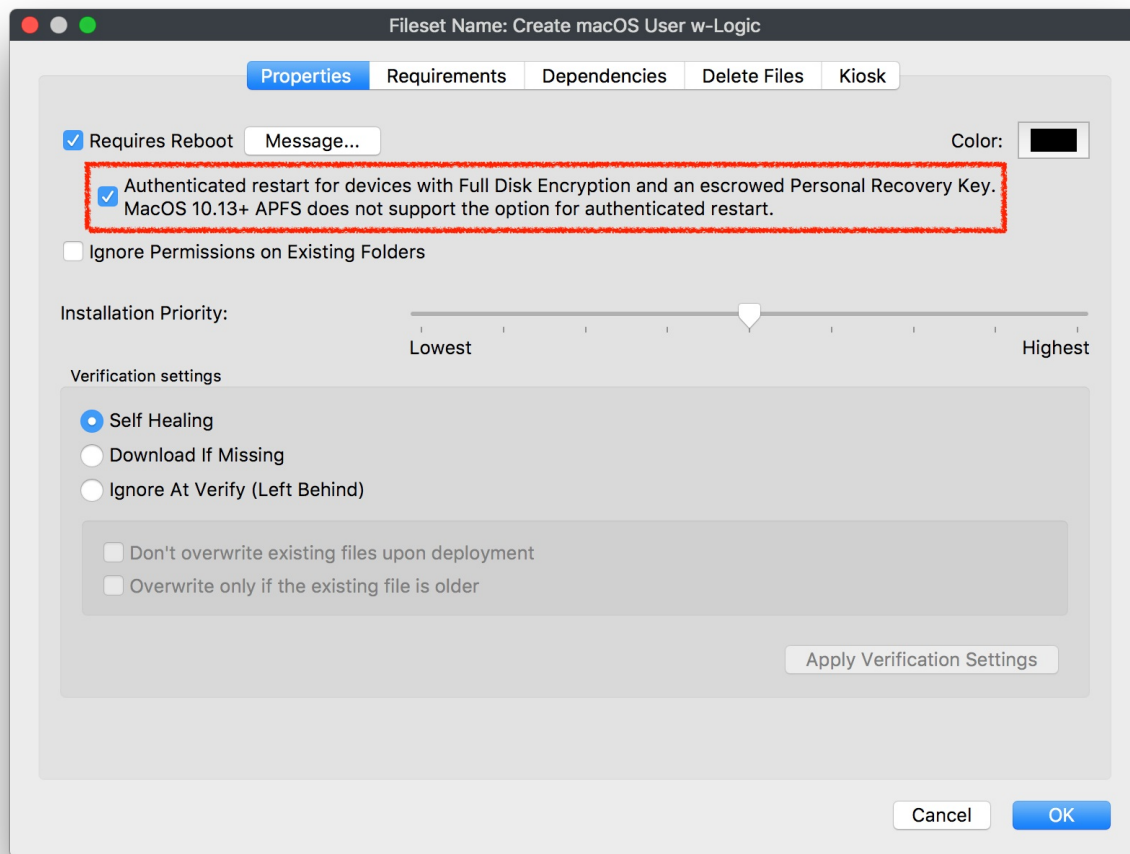 Fileset Name: Create macOS User w-Logic
Properties
Requirements
Dependencies
Delete Files
Kiosk
Requires Reboot
Message...
Color:
Authenticated restart for devices with Full Disk Encryption and an escrowed Personal Recovery Key.
MacOS 10.13+ APFS does not support the option for authenticated restart.
Ignore Permissions on Existing Folders
Installation Priority:
Lowest
Highest
Verification settings
Self Healing
Download If Missing
Ignore At Verify (Left Behind)
Don't overwrite existing files upon deployment
Overwrite only if the existing file is older
Apply Verification Settings
Cancel
OK